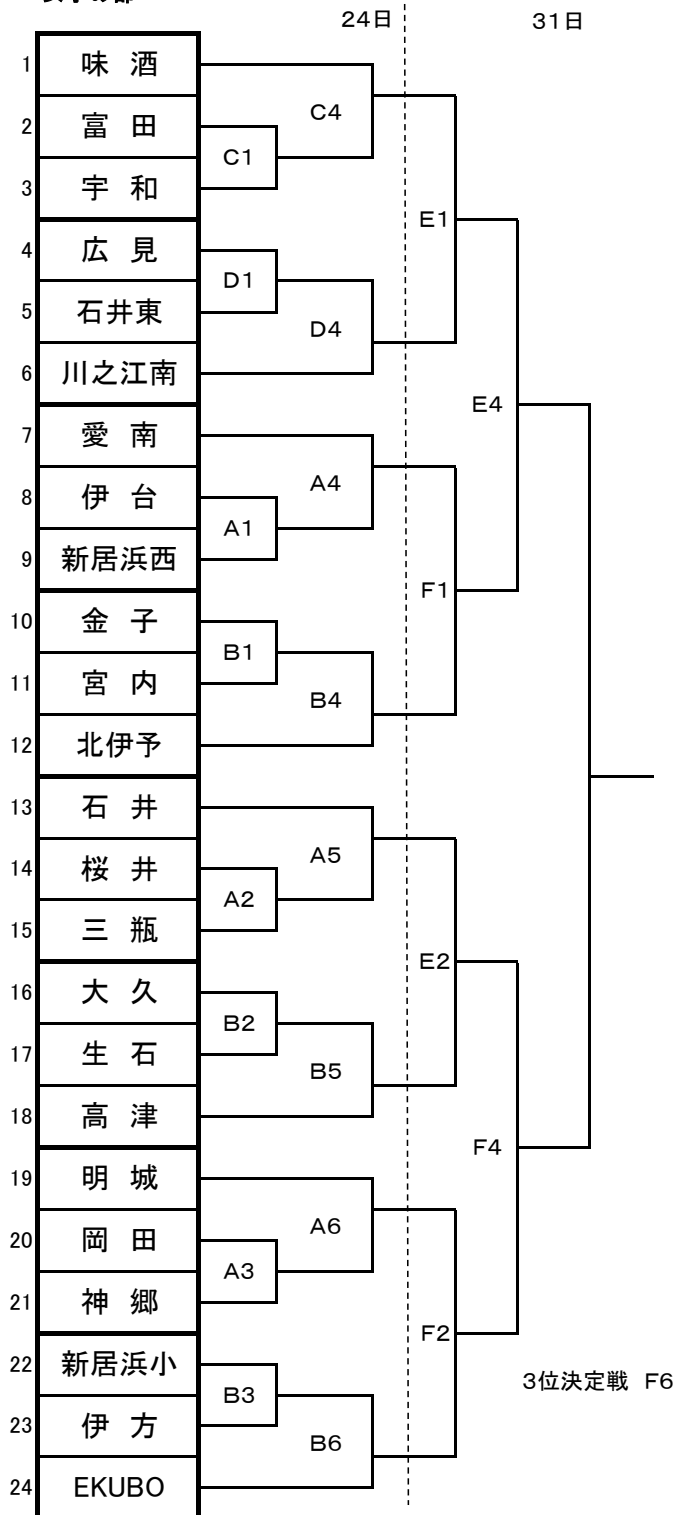 24日 31日
1 味 酒
C4
2 富 田
C1
3 宇 和
E1
4 広 見
D1
5 石井東
D4
6 川之江南
E4
7 愛 南
A4
8 伊 台
A1
9 新居浜西
F1
10 金 子
B1
11 宮 内
B4
12 北伊予
13 石 井
A5
14 桜 井
A2
15 三 瓶
E2
16 大 久
B2
17 生 石
B5
18 高 津
F4
19 明 城
A6
20 岡 田
A3
21 神 郷
F2
22 新居浜小
3位決定戦 F6
B3
23 伊 方
B6
24 EKUBO